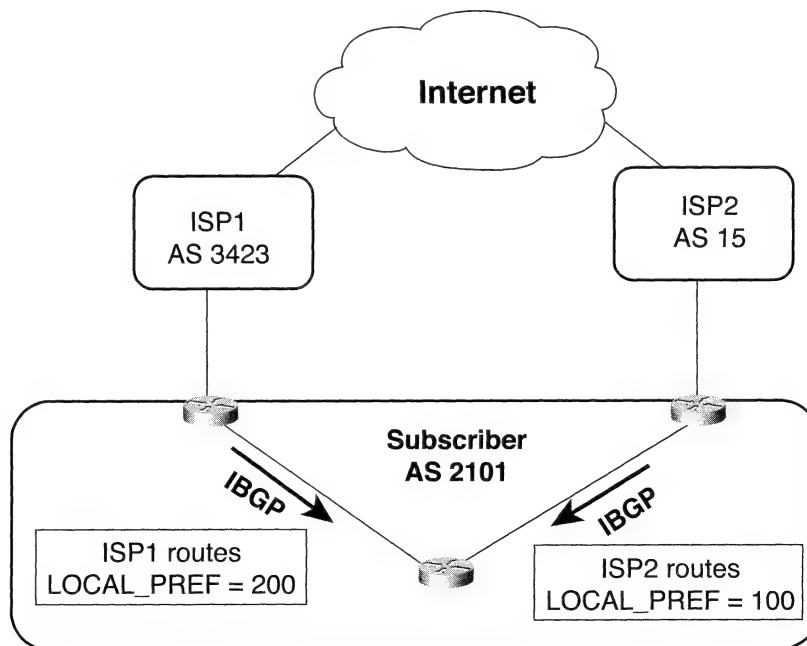 Internet
ISP1
AS 3423
ISP2
AS 15
Subscriber
AS 2101
IBGP
IBGP
ISP1 routes
LOCAL_PREF = 200
ISP2 routes
LOCAL_PREF = 100